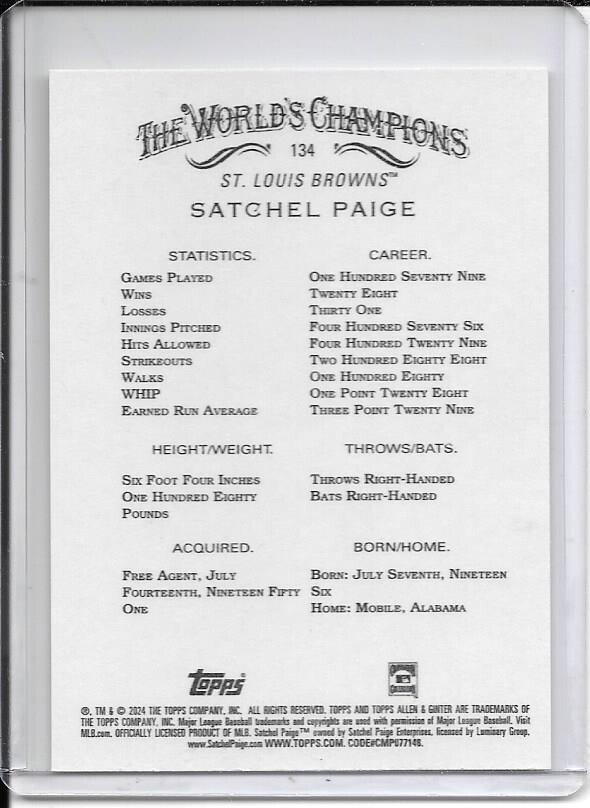 THE WORLD'S CHAMPIONS
134
ST. LOUIS BROWNS™
SATCHEL PAIGE
STATISTICS. CAREER.
GAMES PLAYED ONE HUNDRED SEVENTY NINE
WINS TWENTY EIGHT
LOSSES THIRTY ONE
INNINGS PITCHED FOUR HUNDRED SEVENTY SIX
HITS ALLOWED FOUR HUNDRED TWENTY NINE
STRIKEOUTS TWO HUNDRED EIGHTY EIGHT
WALKS ONE HUNDRED EIGHTY
WHIP ONE POINT TWENTY EIGHT
EARNED RUN AVERAGE THREE POINT TWENTY NINE
HEIGHT/WEIGHT. THROWS/BATS.
SIX FOOT FOUR INCHES THROWS RIGHT-HANDED
ONE HUNDRED EIGHTY BATS RIGHT-HANDED
POUNDS
ACQUIRED. BORN/HOME.
FREE AGENT, JULY BORN: JULY SEVENTH, NINETEEN
FOURTEENTH, NINETEEN FIFTY SIX
ONE HOME: MOBILE, ALABAMA
TOPPS
®, TM & © 2024 THE TOPPS COMPANY, INC. ALL RIGHTS RESERVED. TOPPS AND TOPPS ALLEN & GINTER ARE TRADEMARKS OF
THE TOPPS COMPANY, INC. Major League Baseball trademarks and copyrights are used with permission of Major League Baseball. Visit
MLB.com. OFFICIALLY LICENSED PRODUCT OF MLB. Satchel Paige™ owned by Satchel Paige Enterprises, licensed by Luminary Group.
www.SatchelPaige.com WWW.TOPPS.COM. CODE#CMP077146.